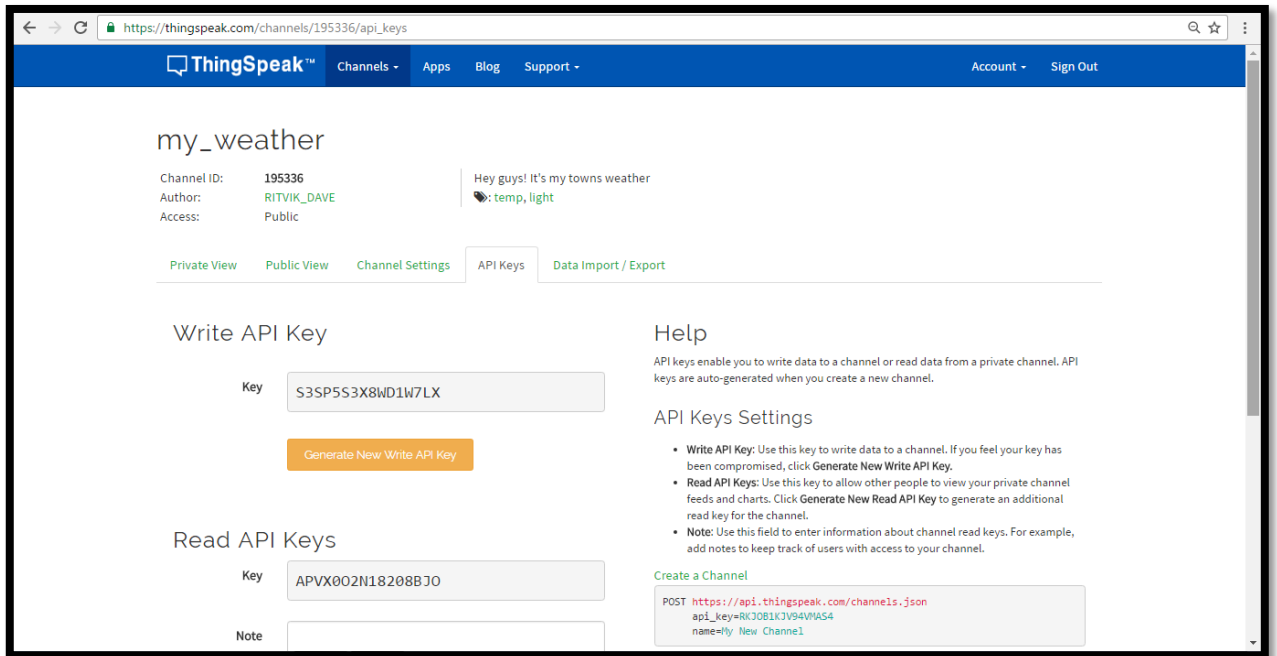 https://thingspeak.com/channels/195336/api_keys
ThingSpeak™ Channels Apps Blog Support Account Sign Out
my_weather
Channel ID: 195336
Author: RITVIK_DAVE
Access: Public
Hey guys! It's my towns weather
: temp, light
Private View Public View Channel Settings API Keys Data Import / Export
Write API Key
Key S3SP5S3X8WD1W7LX
Generate New Write API Key
Read API Keys
Key APVX0O2N18208BJO
Note
Help
API keys enable you to write data to a channel or read data from a private channel. API
keys are auto-generated when you create a new channel.
API Keys Settings
• Write API Key: Use this key to write data to a channel. If you feel your key has
been compromised, click Generate New Write API Key.
• Read API Keys: Use this key to allow other people to view your private channel
feeds and charts. Click Generate New Read API Key to generate an additional
read key for the channel.
• Note: Use this field to enter information about channel read keys. For example,
add notes to keep track of users with access to your channel.
Create a Channel
POST https://api.thingspeak.com/channels.json
api_key=RKJOB1KJV94VMAS4
name=My New Channel